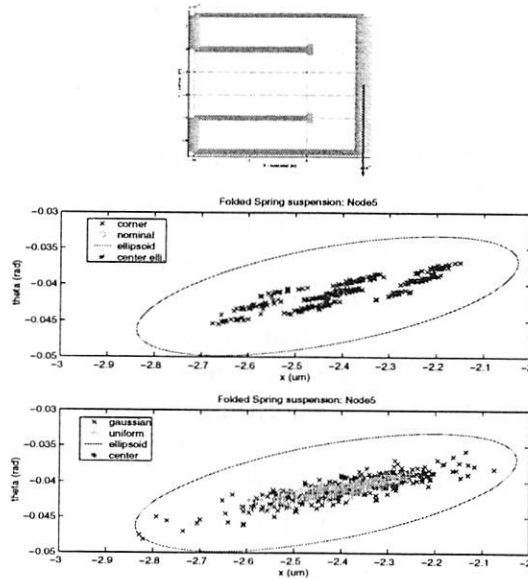 Folded Spring suspension: Node5
-0.03
-0.035
-0.04
-0.045
-0.05
theta (rad)
corner
nominal
ellipsoid
center elli
-3 -2.9 -2.8 -2.7 -2.6 -2.5 -2.4 -2.3 -2.2 -2.1 -2
x (um)
Folded Spring suspension: Node5
-0.03
-0.035
-0.04
-0.045
-0.05
theta (rad)
gaussian
uniform
ellipsoid
center
-3 -2.9 -2.8 -2.7 -2.6 -2.5 -2.4 -2.3 -2.2 -2.1 -2
x (um)